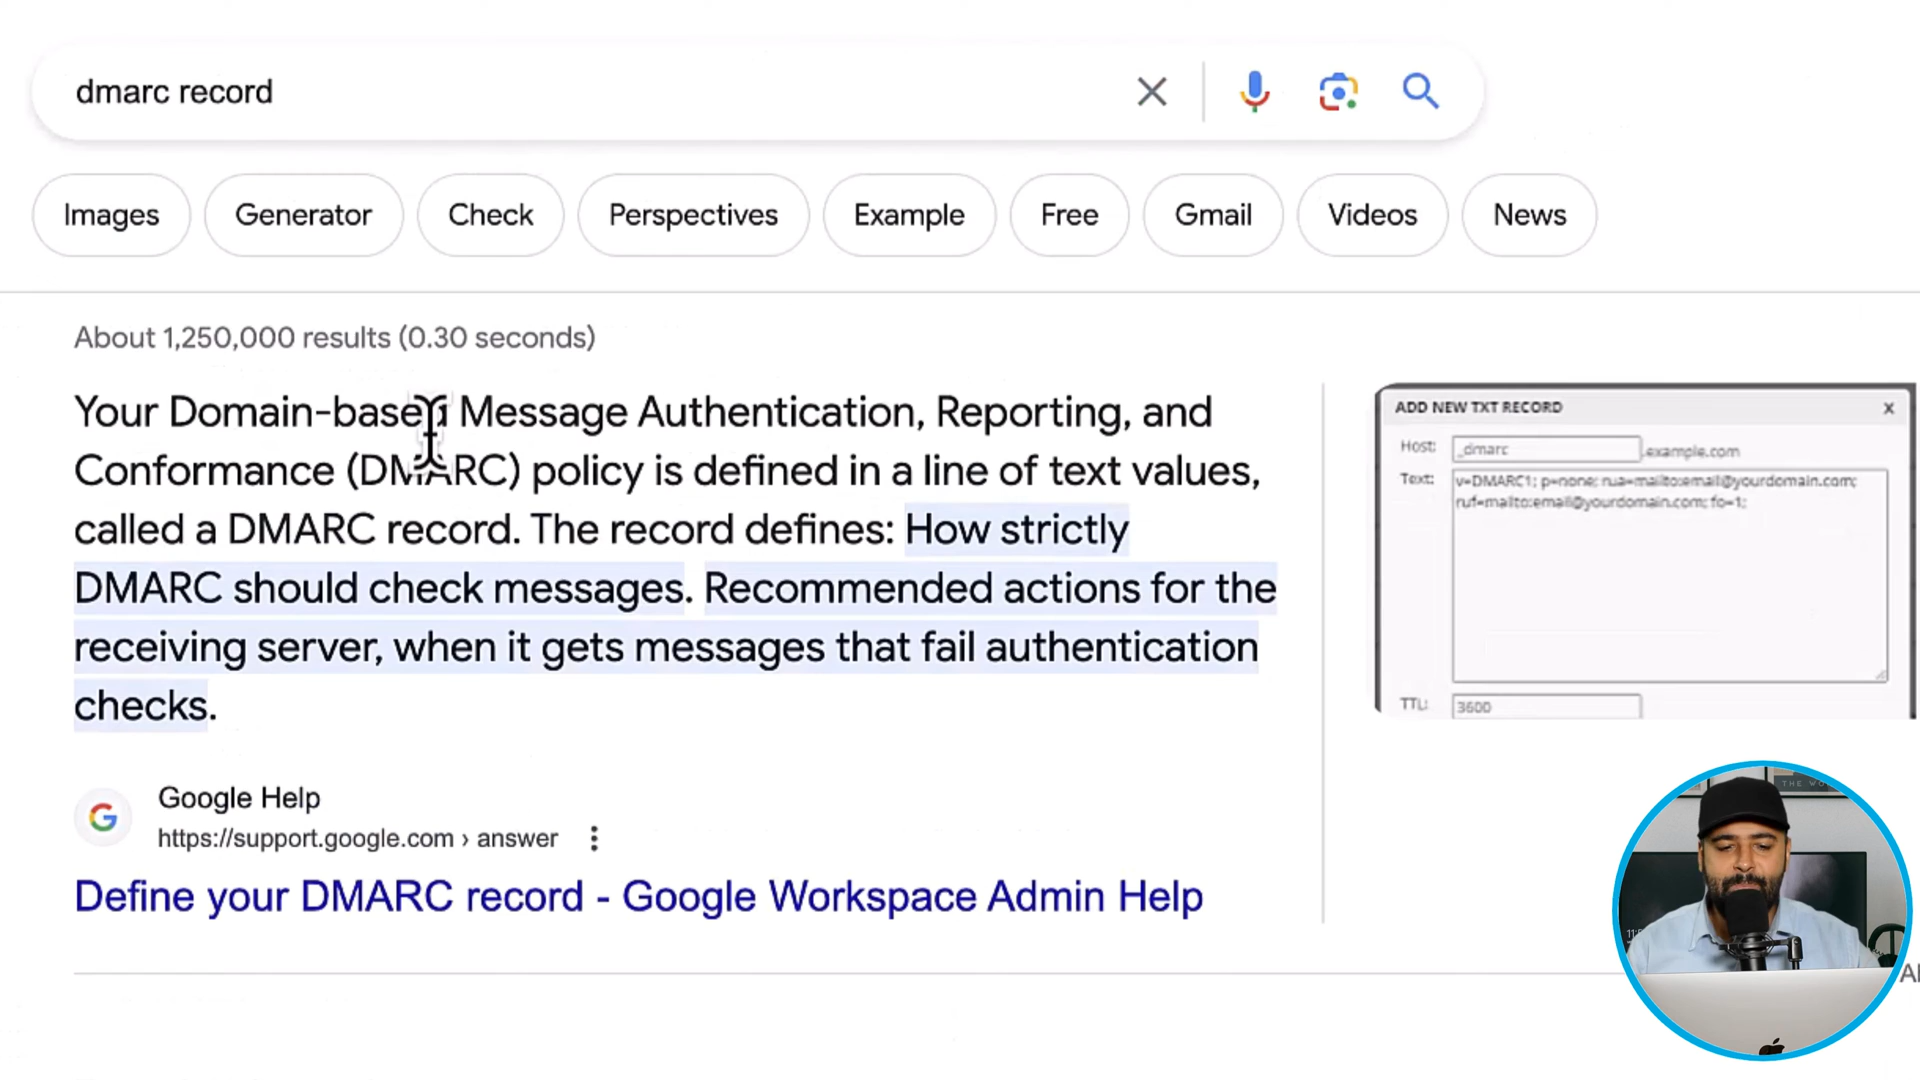 dmarc record
Images
Generator
Check
Perspectives
Example
Free
Gmail
Videos
News
About 1,250,000 results (0.30 seconds)
Your Domain-based Message Authentication, Reporting, and
Conformance (DMARC) policy is defined in a line of text values,
called a DMARC record. The record defines: How strictly
DMARC should check messages. Recommended actions for the
receiving server, when it gets messages that fail authentication
checks.
Google Help
https://support.google.com › answer
Define your DMARC record - Google Workspace Admin Help
ADD NEW TXT RECORD
X
Host: _dmarc .example.com
Text: v=DMARC1; p=none; rua=mailto:email@yourdomain.com;
ruf=mailto:email@yourdomain.com; fo=1;
TTL: 3600